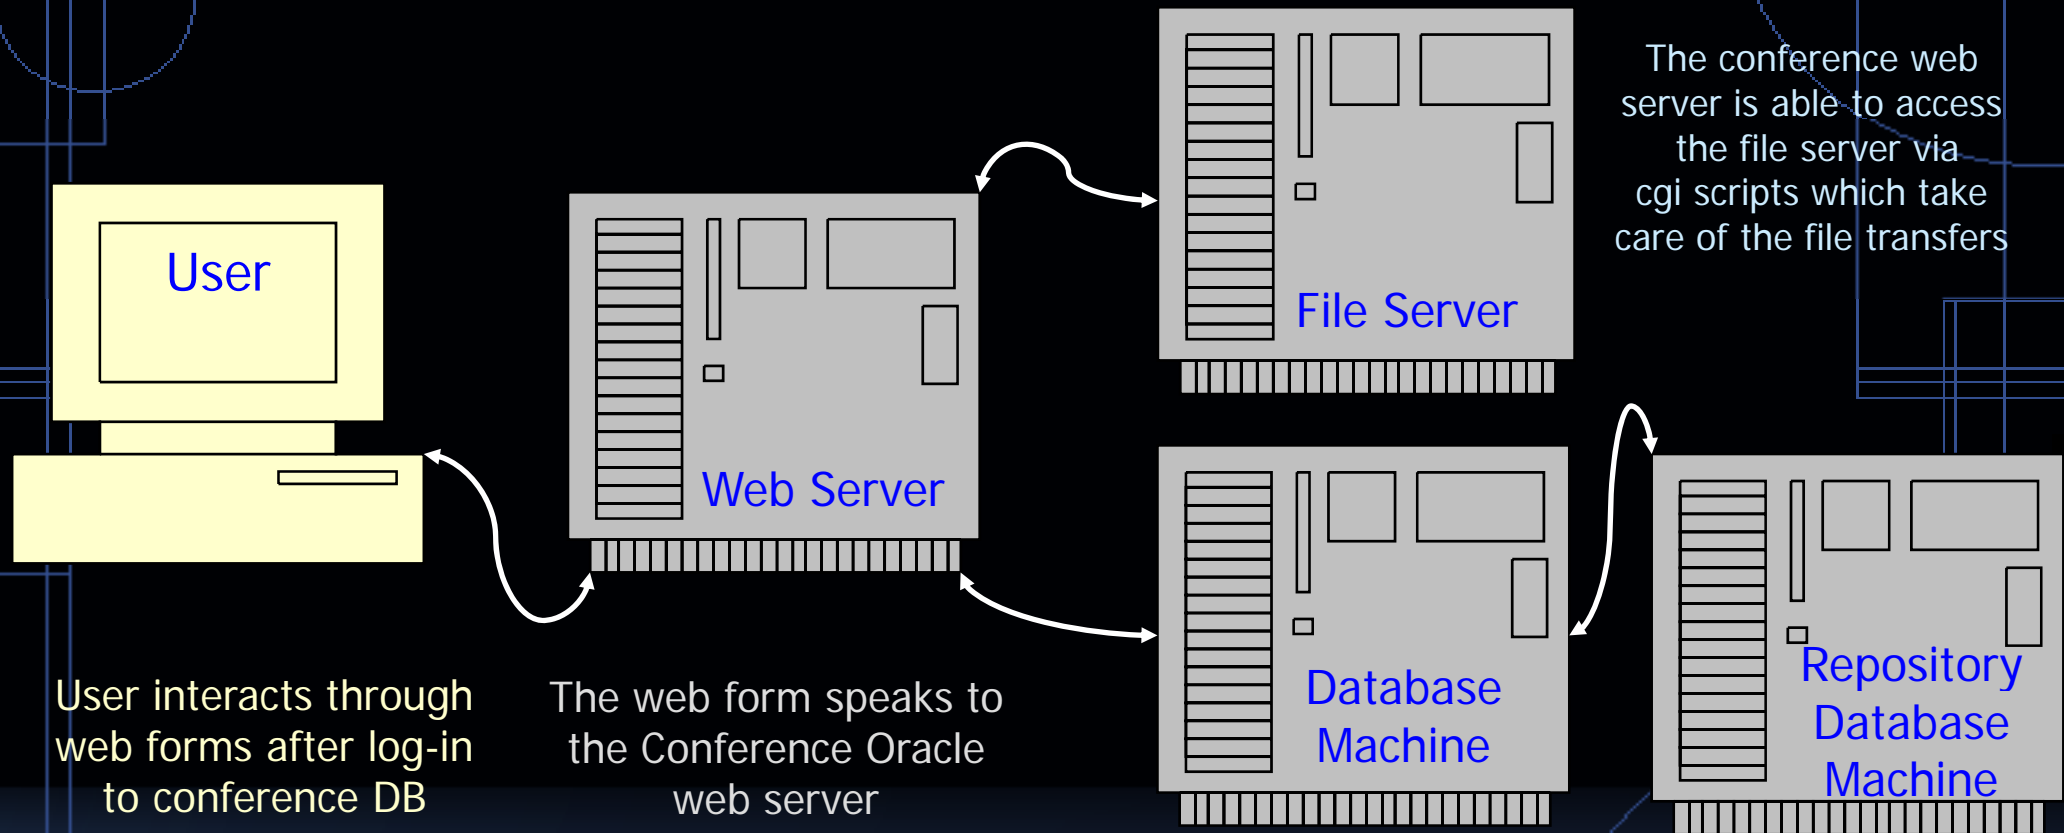 User
User interacts through
web forms after log-in
to conference DB
Web Server
The web form speaks to
the Conference Oracle
web server
File Server
The conference web
server is able to access
the file server via
cgi scripts which take
care of the file transfers
Database
Machine
Repository
Database
Machine